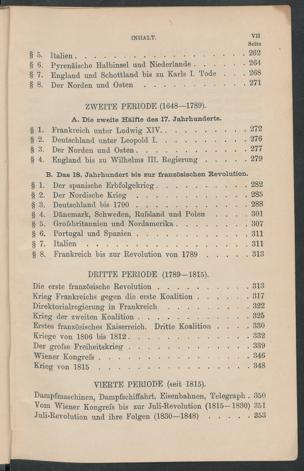 INHALT. VII
Seite
§ 5. Italien . . . . . . . . . . . . . . . . 262
§ 6. Pyrenäische Halbinsel und Niederlande . . . . . . 264
§ 7. England und Schottland bis zu Karls I. Tode . . . 268
§ 8. Der Norden und Osten . . . . . . . . . . . 271
ZWEITE PERIODE (1648—1789).
A. Die zweite Hälfte des 17. Jahrhunderts.
§ 1. Frankreich unter Ludwig XIV. . . . . . . . . . 272
§ 2. Deutschland unter Leopold I. . . . . . . . . . 276
§ 3. Der Norden und Osten . . . . . . . . . . . 277
§ 4. England bis zu Wilhelms III. Regierung . . . . . 279
B. Das 18. Jahrhundert bis zur französischen Revolution.
§ 1. Der spanische Erbfolgekrieg . . . . . . . . . . 282
§ 2. Der Nordische Krieg . . . . . . . . . . . . 285
§ 3. Deutschland bis 1790 . . . . . . . . . . . . 288
§ 4. Dänemark, Schweden, Rußland und Polen . . . . 301
§ 5. Großbritannien und Nordamerika . . . . . . . . 307
§ 6. Portugal und Spanien . . . . . . . . . . . . 311
§ 7. Italien . . . . . . . . . . . . . . . . 311
§ 8. Frankreich bis zur Revolution von 1789 . . . . . 313
DRITTE PERIODE (1789—1815).
Die erste französische Revolution . . . . . . . . . . 313
Krieg Frankreichs gegen die erste Koalition . . . . . . 317
Direktorialregierung in Frankreich . . . . . . . . . . 322
Krieg der zweiten Koalition . . . . . . . . . . . . 325
Erstes französisches Kaiserreich. Dritte Koalition . . . . 330
Kriege von 1806 bis 1812 . . . . . . . . . . . . . 332
Der große Freiheitskrieg . . . . . . . . . . . . . 339
Wiener Kongreß . . . . . . . . . . . . . . . 346
Krieg von 1815 . . . . . . . . . . . . . . . 348
VIERTE PERIODE (seit 1815).
Dampfmaschinen, Dampfschiffahrt, Eisenbahnen, Telegraph . 350
Vom Wiener Kongreß bis zur Juli-Revolution (1815—1830) 351
Juli-Revolution und ihre Folgen (1830—1848) . . . . . 353